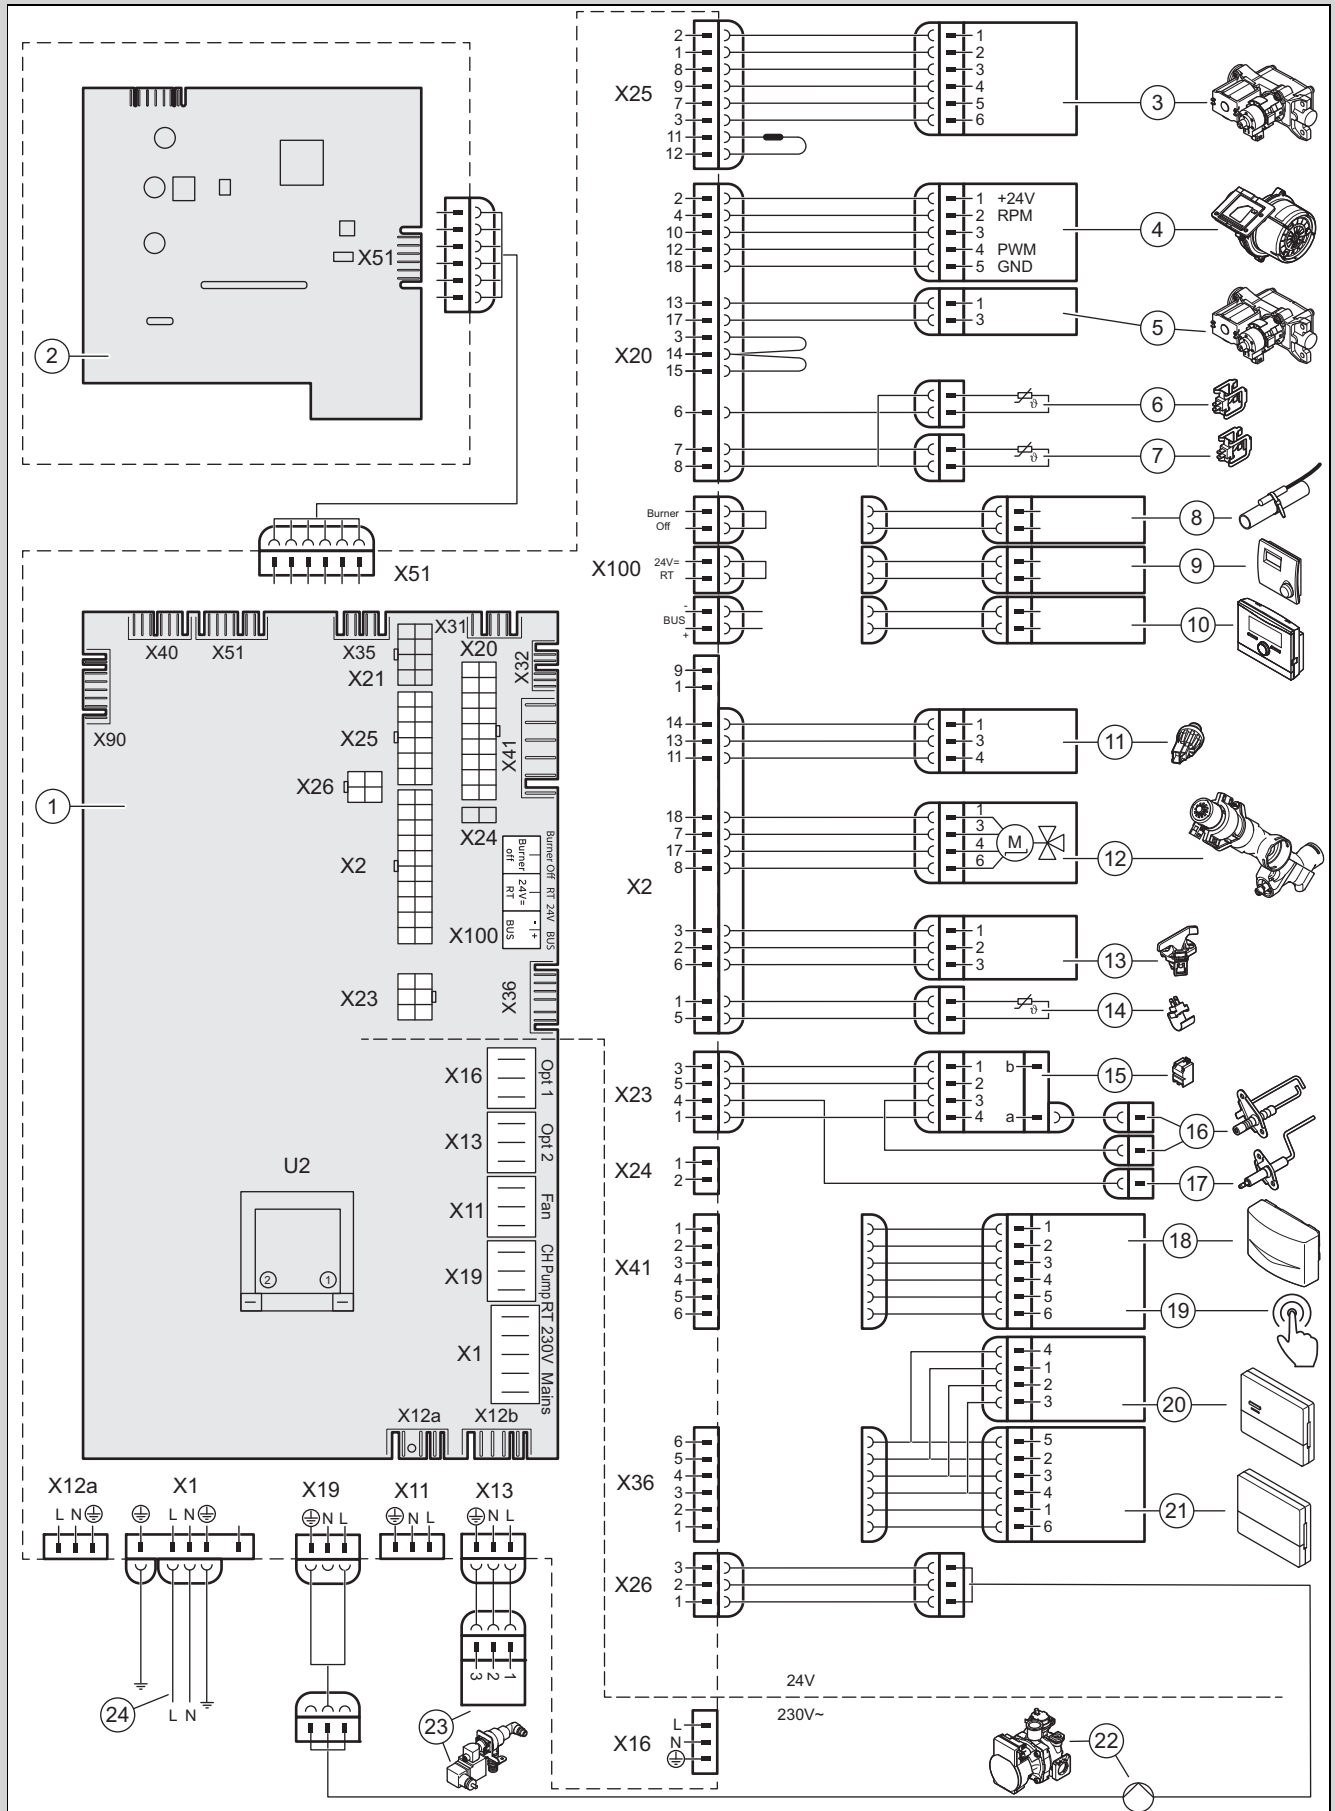 X25
2
1
8
9
7
3
11
12
1
2
3
4
5
6
3
X20
2
4
10
12
18
13
17
3
14
15
6
7
8
1 +24V
2 RPM
3
4 PWM
5 GND
4
1
3
5
ϑ
6
ϑ
7
X51
2
X51
X100
Burner
Off
24V=
RT
-
BUS
+
8
9
10
X2
9
1
14
13
11
18
7
17
8
3
2
6
1
5
1
3
4
11
1
3
4
6
M
12
1
2
3
13
ϑ
14
X40
X51
X35
X31
X21
X20
X32
X90
X25
X41
X26
X24
X2
Burner
off
24V=
RT
BUS
- +
Burner Off RT 24V BUS
X100
X23
X36
1
X16
Opt 1
X13
Opt 2
X11
Fan
X19
CH Pump
X1
RT 230V Mains
U2
2
1
X12a
X12b
X23
3
5
4
1
1
2
3
4
b
a
15
16
17
X24
1
2
X41
1
2
3
4
5
6
1
2
3
4
5
6
18
19
4
1
2
3
20
X36
6
5
4
3
2
1
5
2
3
4
1
6
21
X26
3
2
1
X12a
L N
X1
L N
X19
N L
X11
N L
X13
N L
3 2 1
24
L N
23
24V
230V~
X16
L
N
22